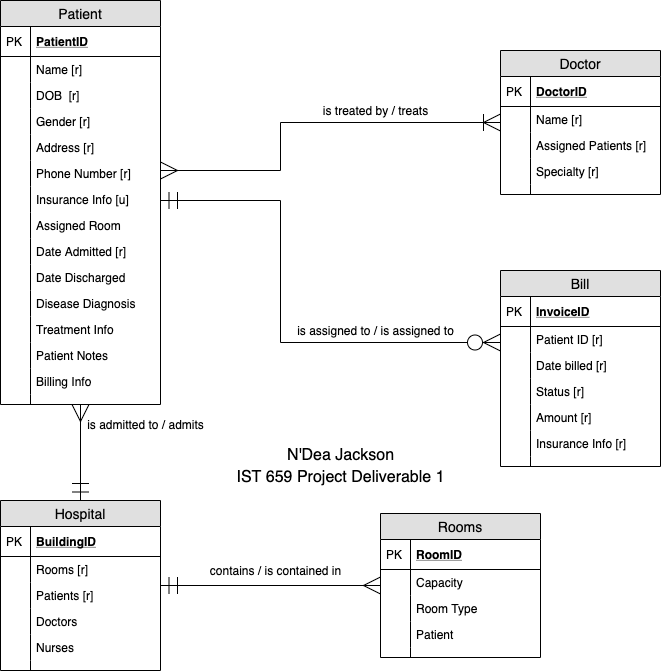 Patient
PK PatientID
Name [r]
DOB [r]
Gender [r]
Address [r]
Phone Number [r]
Insurance Info [u]
Assigned Room
Date Admitted [r]
Date Discharged
Disease Diagnosis
Treatment Info
Patient Notes
Billing Info
is treated by / treats
Doctor
PK DoctorID
Name [r]
Assigned Patients [r]
Specialty [r]
is assigned to / is assigned to
Bill
PK InvoiceID
Patient ID [r]
Date billed [r]
Status [r]
Amount [r]
Insurance Info [r]
is admitted to / admits
N'Dea Jackson
IST 659 Project Deliverable 1
Hospital
PK BuildingID
Rooms [r]
Patients [r]
Doctors
Nurses
contains / is contained in
Rooms
PK RoomID
Capacity
Room Type
Patient